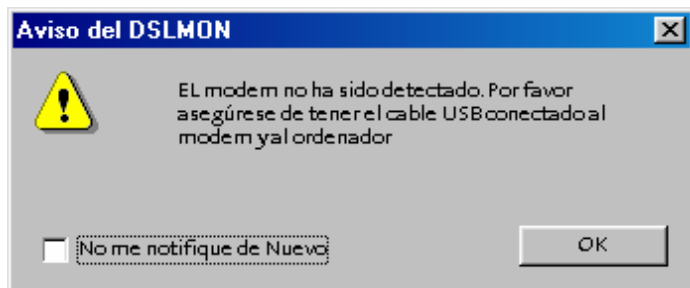 Aviso del DSLMON
EL modem no ha sido detectado. Por favor
asegúrese de tener el cable USB conectado al
modem y al ordenador
No me notifique de Nuevo
OK